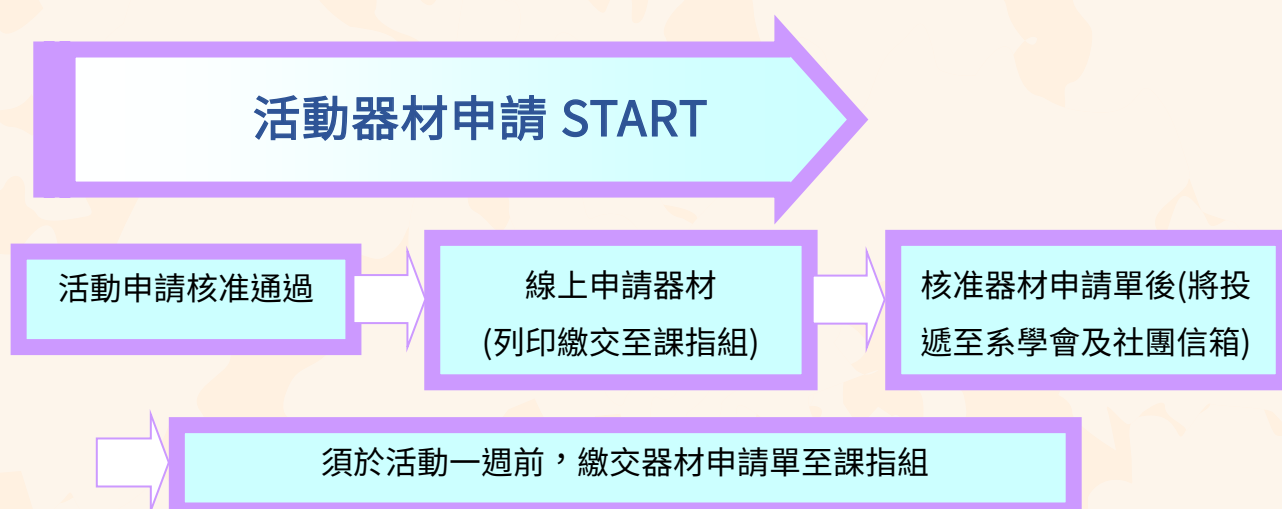 活動器材申請 START
活動申請核准通過
線上申請器材
(列印繳交至課指組)
核准器材申請單後(將投
遞至系學會及社團信箱)
須於活動一週前，繳交器材申請單至課指組